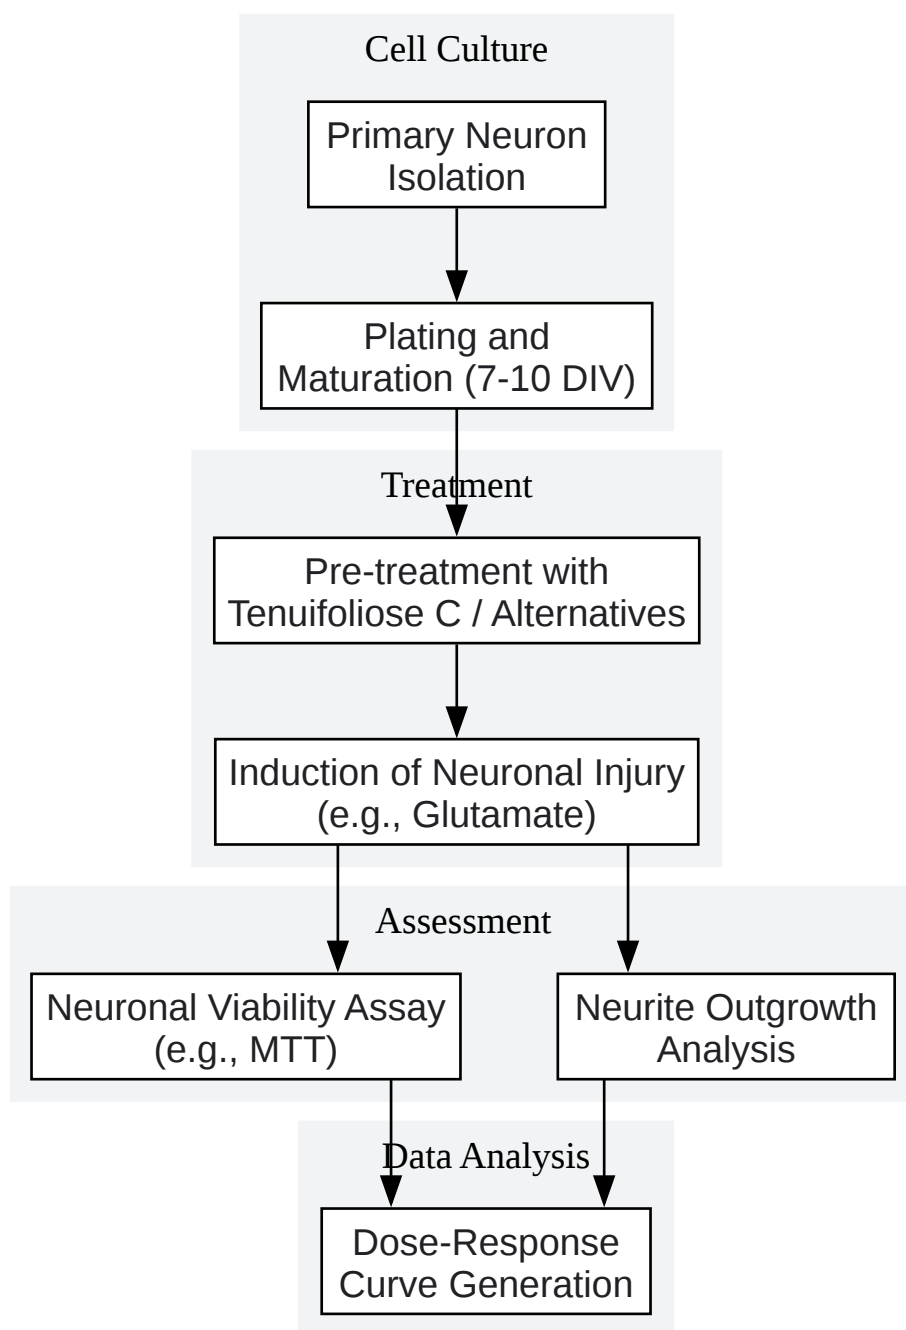 Cell Culture
Primary Neuron
Isolation
Plating and
Maturation (7-10 DIV)
Treatment
Pre-treatment with
Tenuifoliose C / Alternatives
Induction of Neuronal Injury
(e.g., Glutamate)
Assessment
Neuronal Viability Assay
(e.g., MTT)
Neurite Outgrowth
Analysis
Data Analysis
Dose-Response
Curve Generation